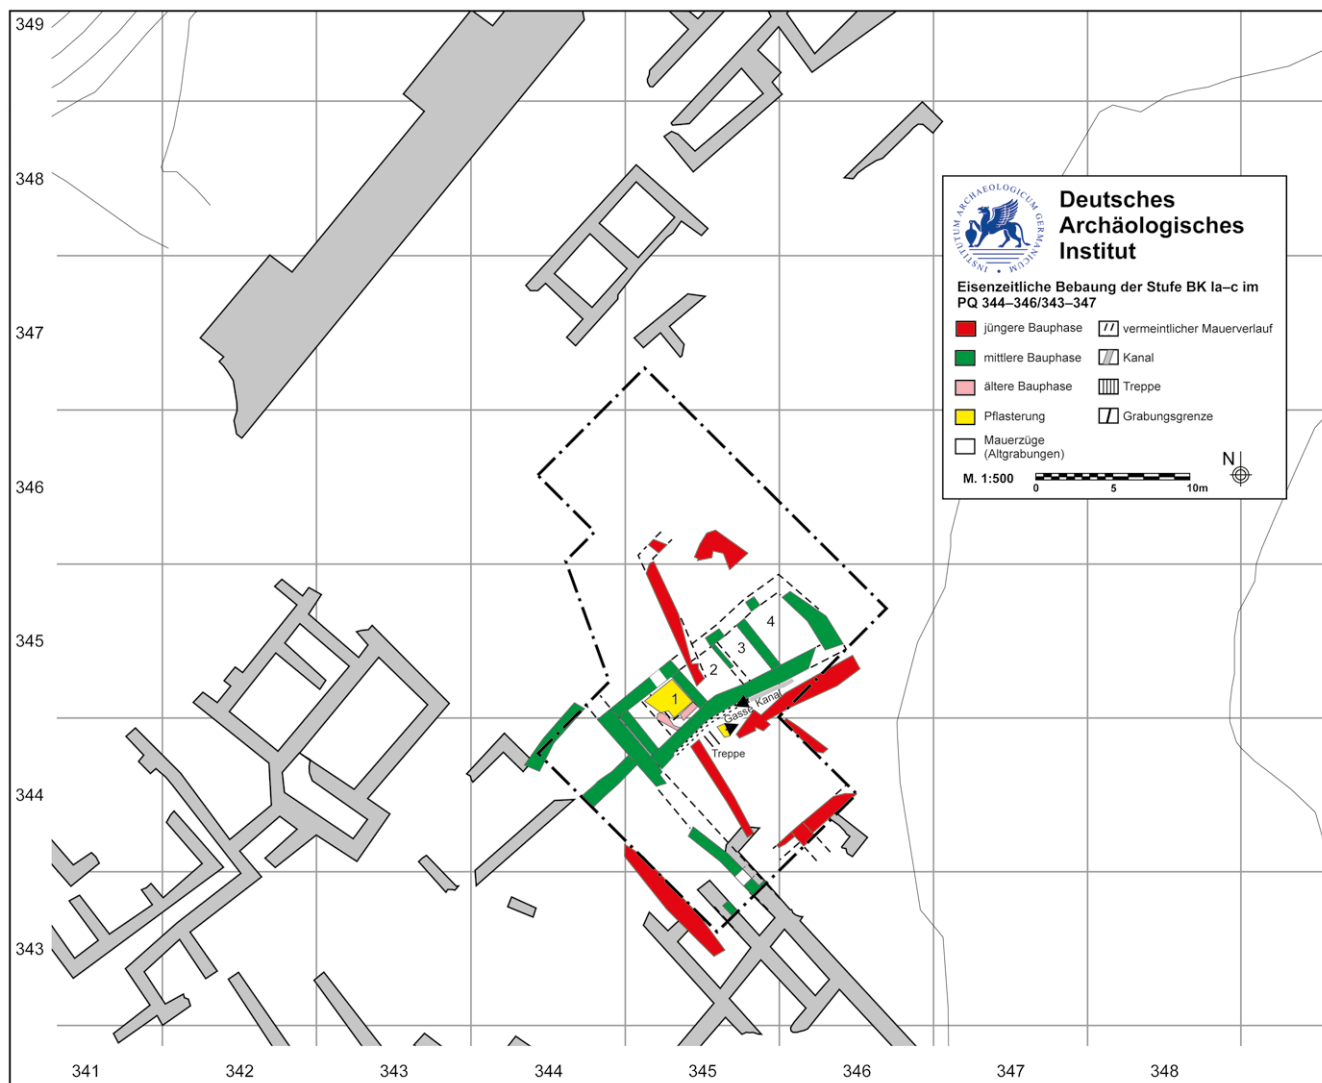 349
348
347
346
345
344
343
341 342 343 344 345 346 347 348
1
2
3
4
Kanal
Gasse
Treppe
INSTITUTUM ARCHAEOLOGICUM GERMANICUM
Deutsches
Archäologisches
Institut
Eisenzeitliche Bebaung der Stufe BK Ia–c im
PQ 344–346/343–347
jüngere Bauphase
mittlere Bauphase
ältere Bauphase
Pflasterung
Mauerzüge
(Altgrabungen)
vermeintlicher Mauerverlauf
Kanal
Treppe
Grabungsgrenze
M. 1:500
0 5 10m
N